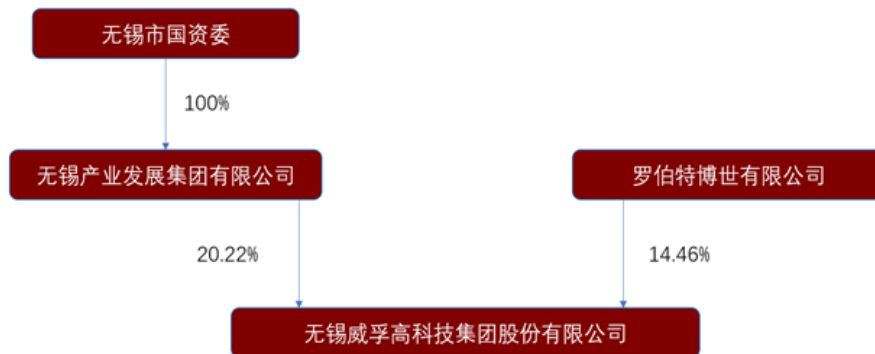 无锡市国资委
100%
无锡产业发展集团有限公司
罗伯特博世有限公司
20.22%
14.46%
无锡威孚高科技集团股份有限公司